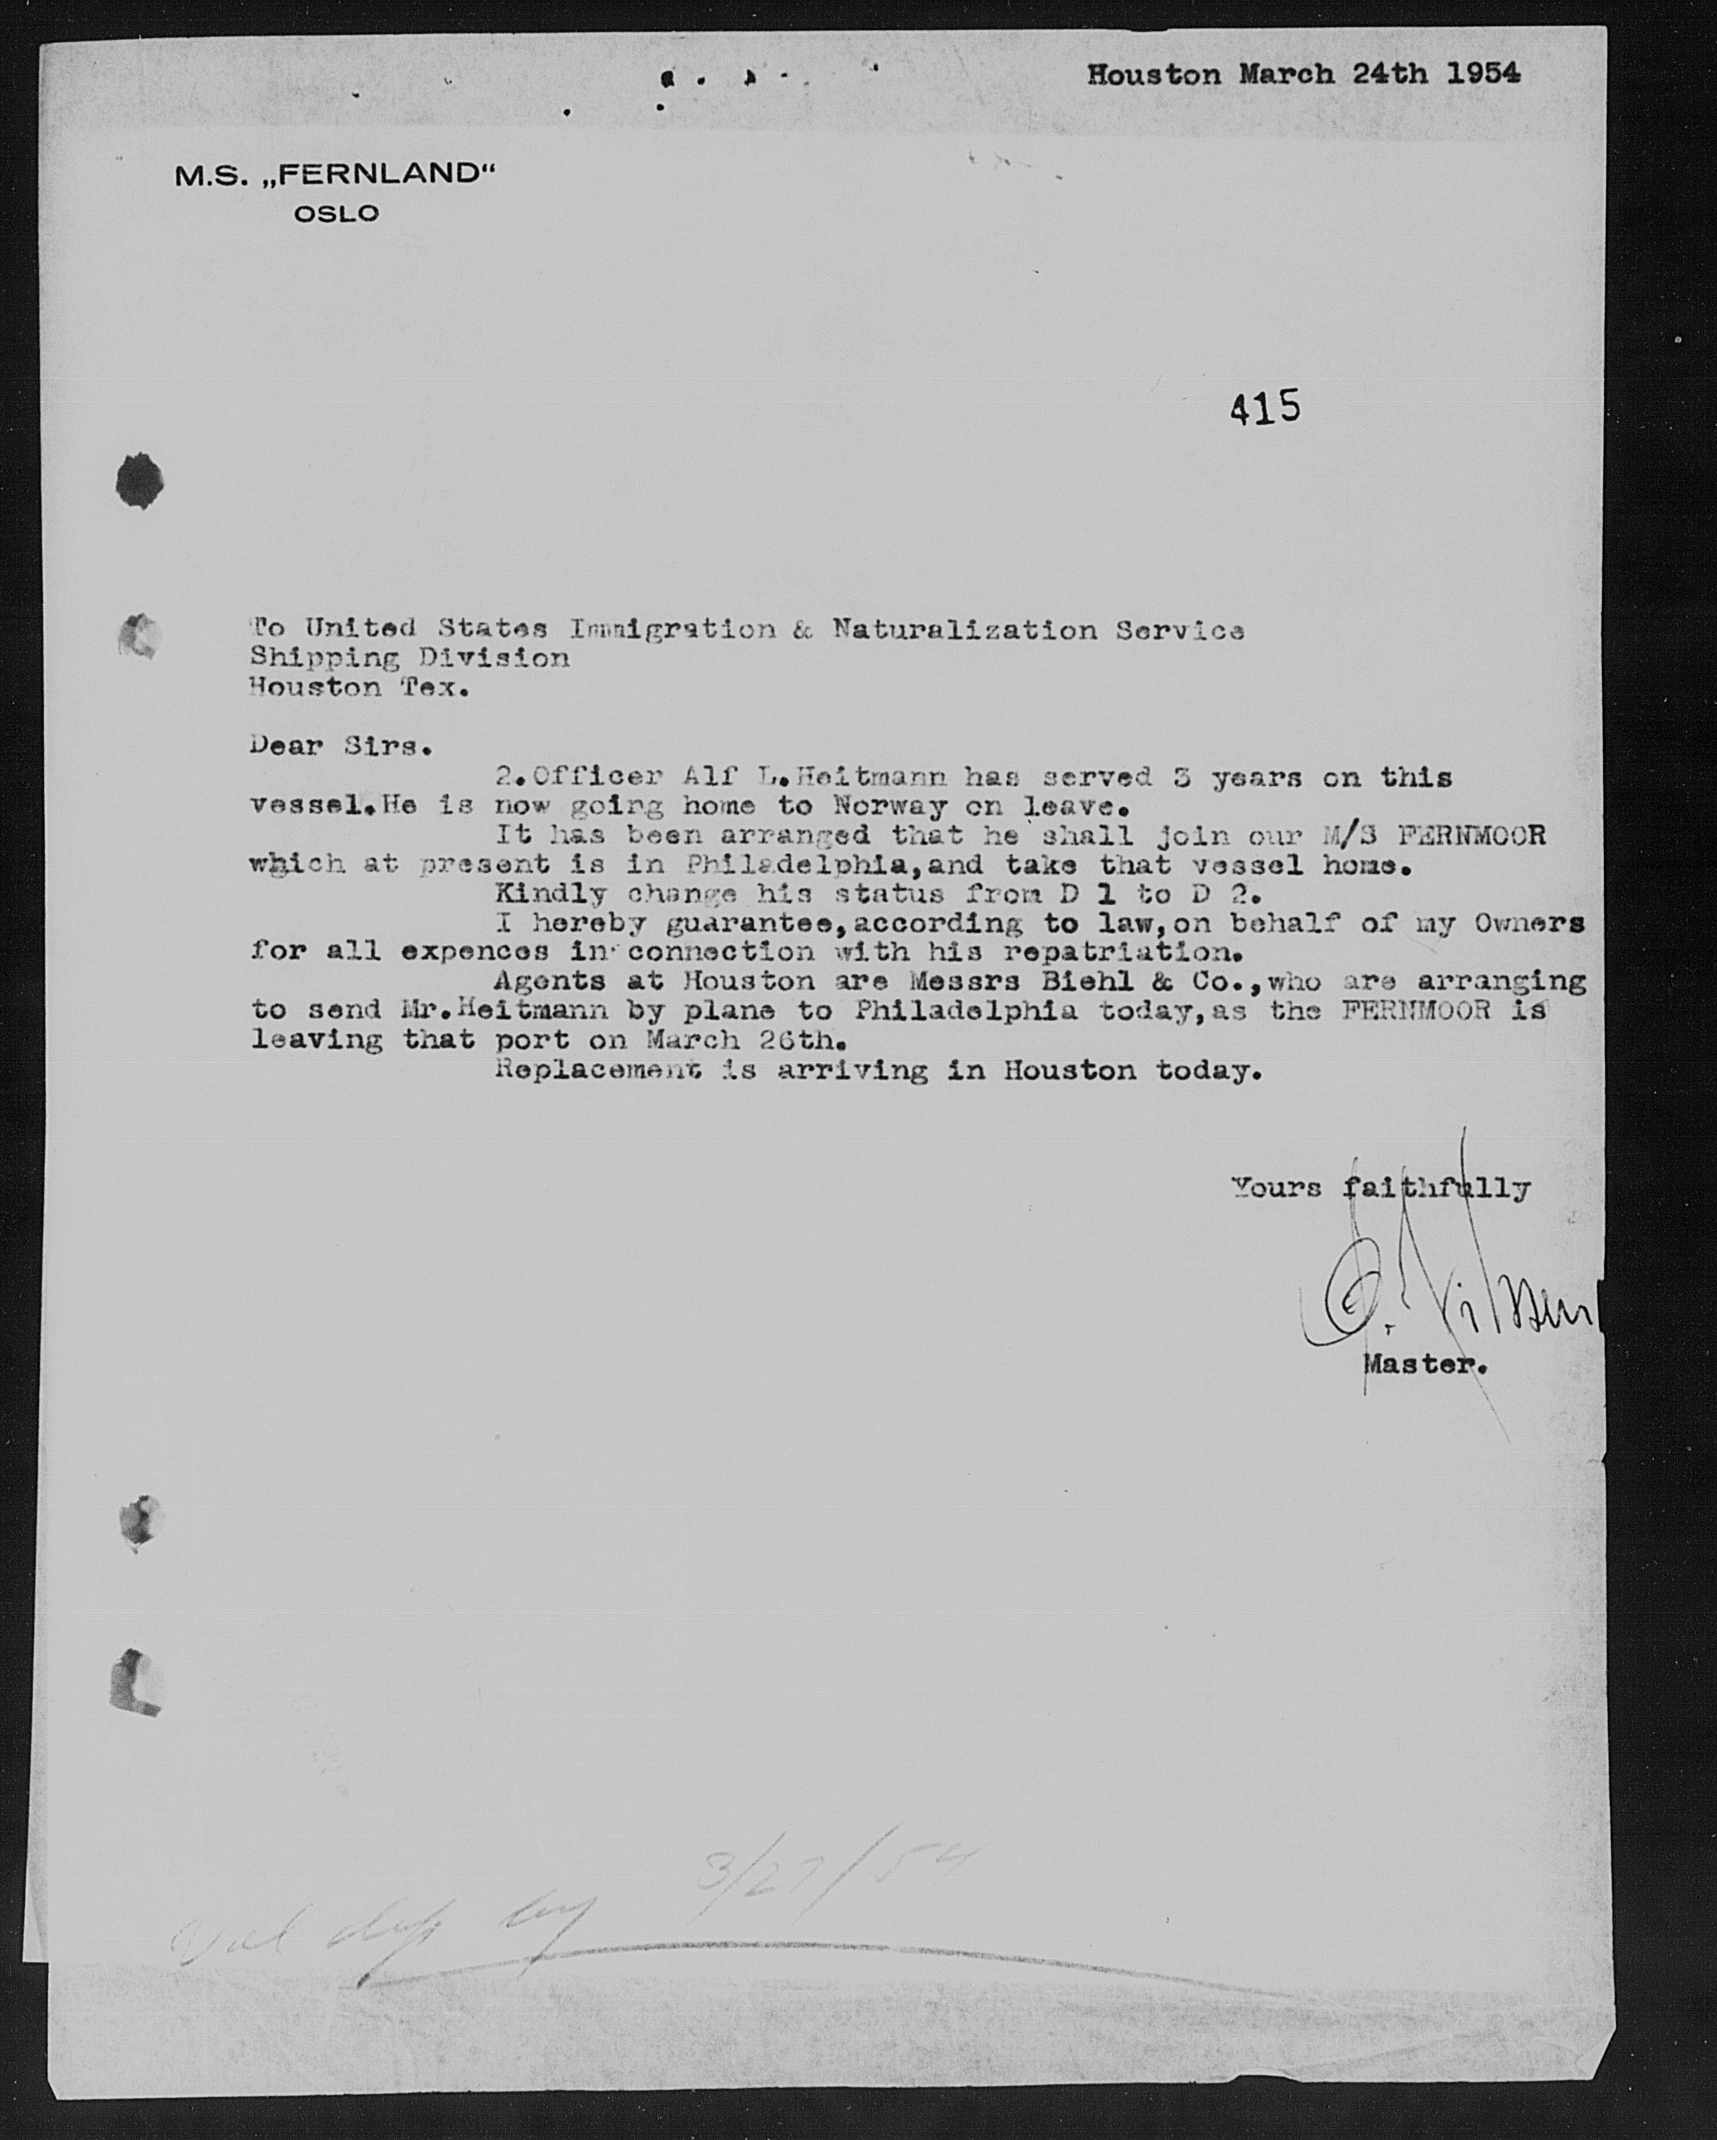 Houston March 24th 1954
M.S. „FERNLAND“
OSLO
415
To United States Immigration & Naturalization Service
Shipping Division
Houston Tex.
Dear Sirs.
2.Officer Alf L.Heitmann has served 3 years on this
vessel.He is now going home to Norway on leave.
It has been arranged that he shall join our M/S FERNMOOR
which at present is in Philadelphia,and take that vessel home.
Kindly change his status from D 1 to D 2.
I hereby guarantee,according to law,on behalf of my Owners
for all expences in connection with his repatriation.
Agents at Houston are Messrs Biehl & Co.,who are arranging
to send Mr.Heitmann by plane to Philadelphia today,as the FERNMOOR is
leaving that port on March 26th.
Replacement is arriving in Houston today.
Yours faithfully
Master.
3/27/54
dep by